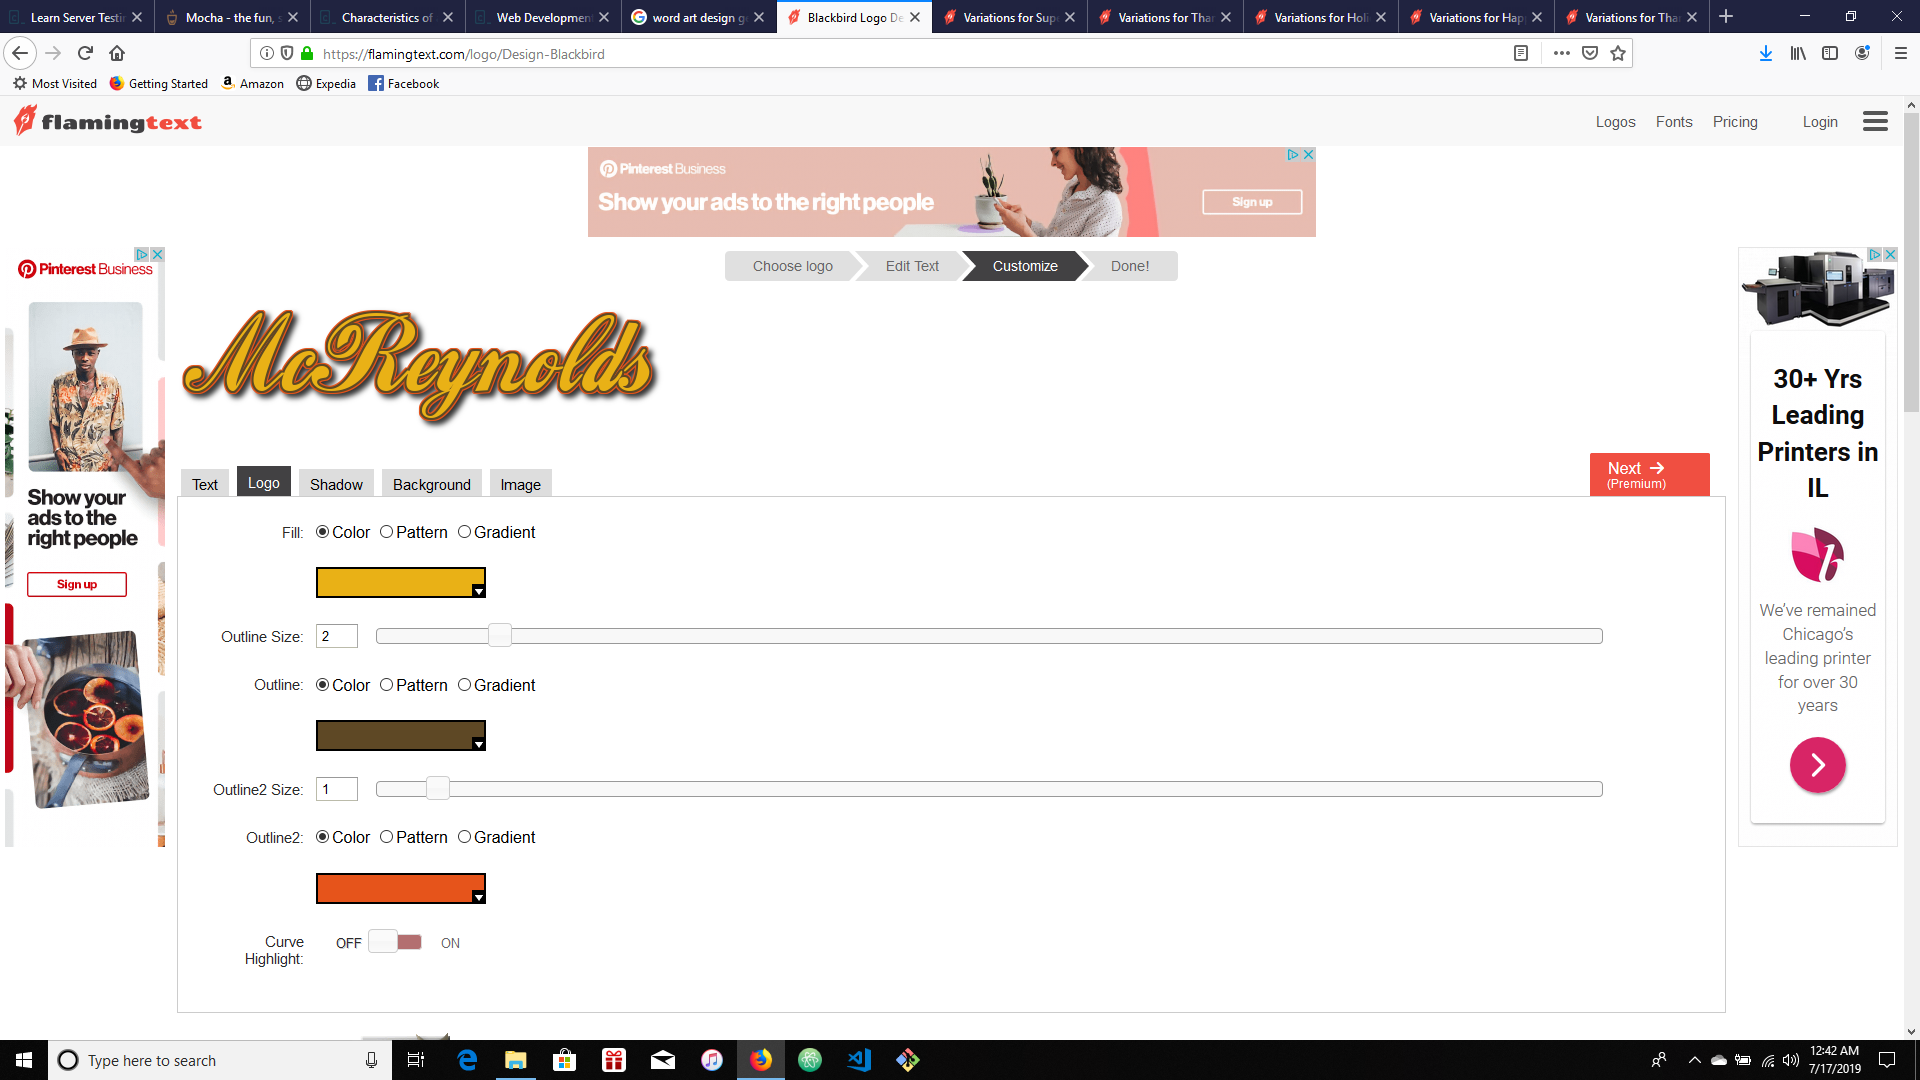 Learn Server Testin
Mocha - the fun, s
Characteristics of
Web Development
word art design g
Blackbird Logo De
Variations for Sup
Variations for Than
Variations for Holi
Variations for Hap
Variations for Than
https://flamingtext.com/logo/Design-Blackbird
Most Visited
Getting Started
Amazon
Expedia
Facebook
flamingtext
Logos
Fonts
Pricing
Login
Pinterest Business
Show your ads to the right people
Sign up
Choose logo
Edit Text
Customize
Done!
Pinterest Business
Show your
ads to the
right people
Sign up
McReynolds
30+ Yrs
Leading
Printers in
IL
We've remained
Chicago's
leading printer
for over 30
years
Text
Logo
Shadow
Background
Image
Next →
(Premium)
Fill: Color Pattern Gradient
Outline Size: 2
Outline: Color Pattern Gradient
Outline2 Size: 1
Outline2: Color Pattern Gradient
Curve
Highlight:
OFF
ON
Type here to search
12:42 AM
7/17/2019